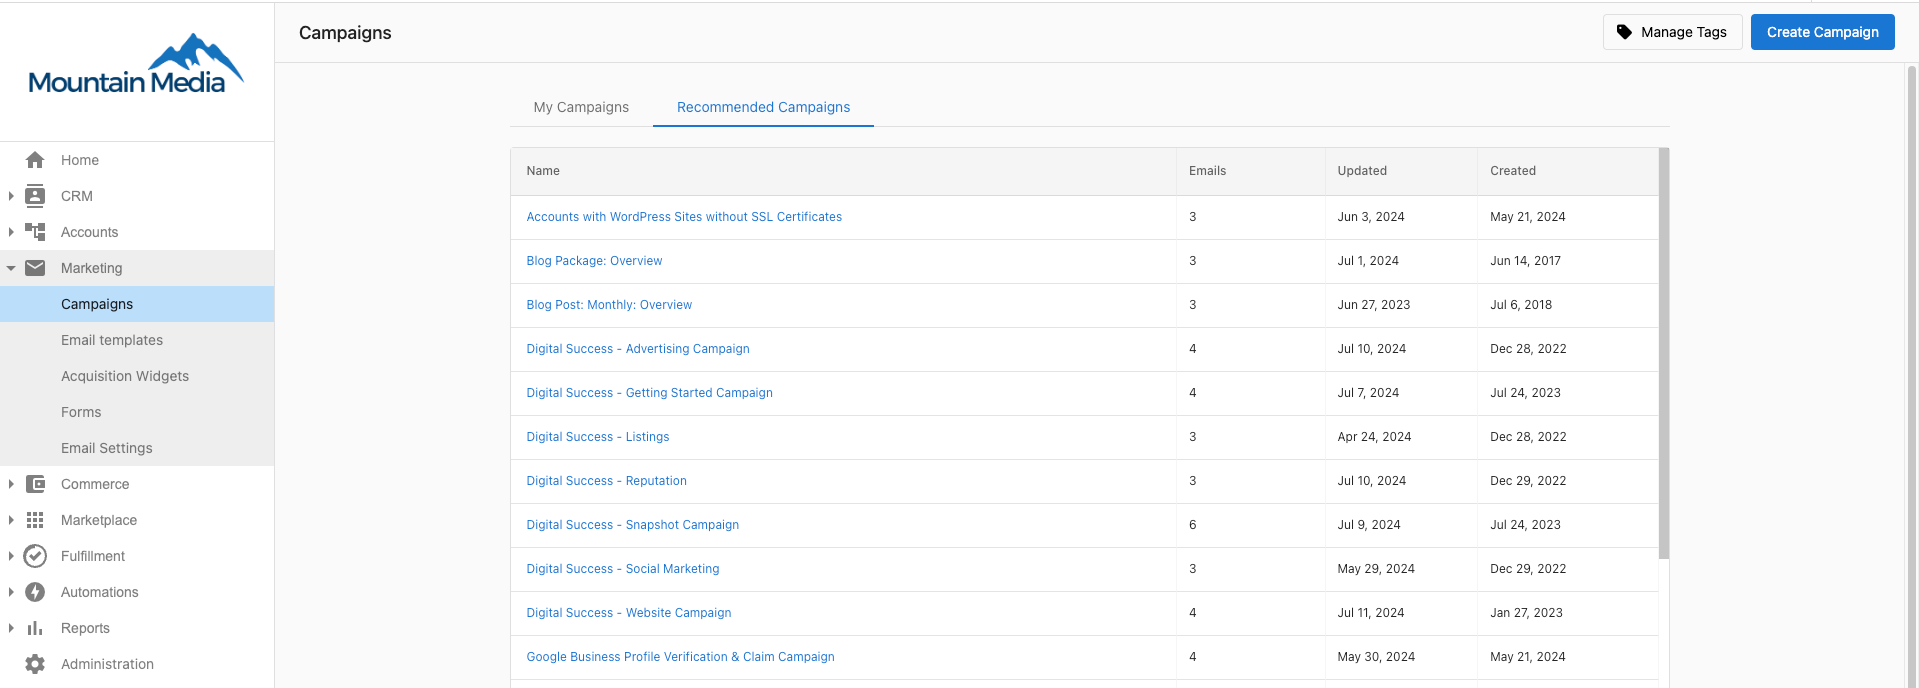 Mountain Media
Home
CRM
Accounts
Marketing
Campaigns
Email templates
Acquisition Widgets
Forms
Email Settings
Commerce
Marketplace
Fulfillment
Automations
Reports
Administration
Campaigns
Manage Tags
Create Campaign
My Campaigns Recommended Campaigns
Name Emails Updated Created
Accounts with WordPress Sites without SSL Certificates 3 Jun 3, 2024 May 21, 2024
Blog Package: Overview 3 Jul 1, 2024 Jun 14, 2017
Blog Post: Monthly: Overview 3 Jun 27, 2023 Jul 6, 2018
Digital Success - Advertising Campaign 4 Jul 10, 2024 Dec 28, 2022
Digital Success - Getting Started Campaign 4 Jul 7, 2024 Jul 24, 2023
Digital Success - Listings 3 Apr 24, 2024 Dec 28, 2022
Digital Success - Reputation 3 Jul 10, 2024 Dec 29, 2022
Digital Success - Snapshot Campaign 6 Jul 9, 2024 Jul 24, 2023
Digital Success - Social Marketing 3 May 29, 2024 Dec 29, 2022
Digital Success - Website Campaign 4 Jul 11, 2024 Jan 27, 2023
Google Business Profile Verification & Claim Campaign 4 May 30, 2024 May 21, 2024